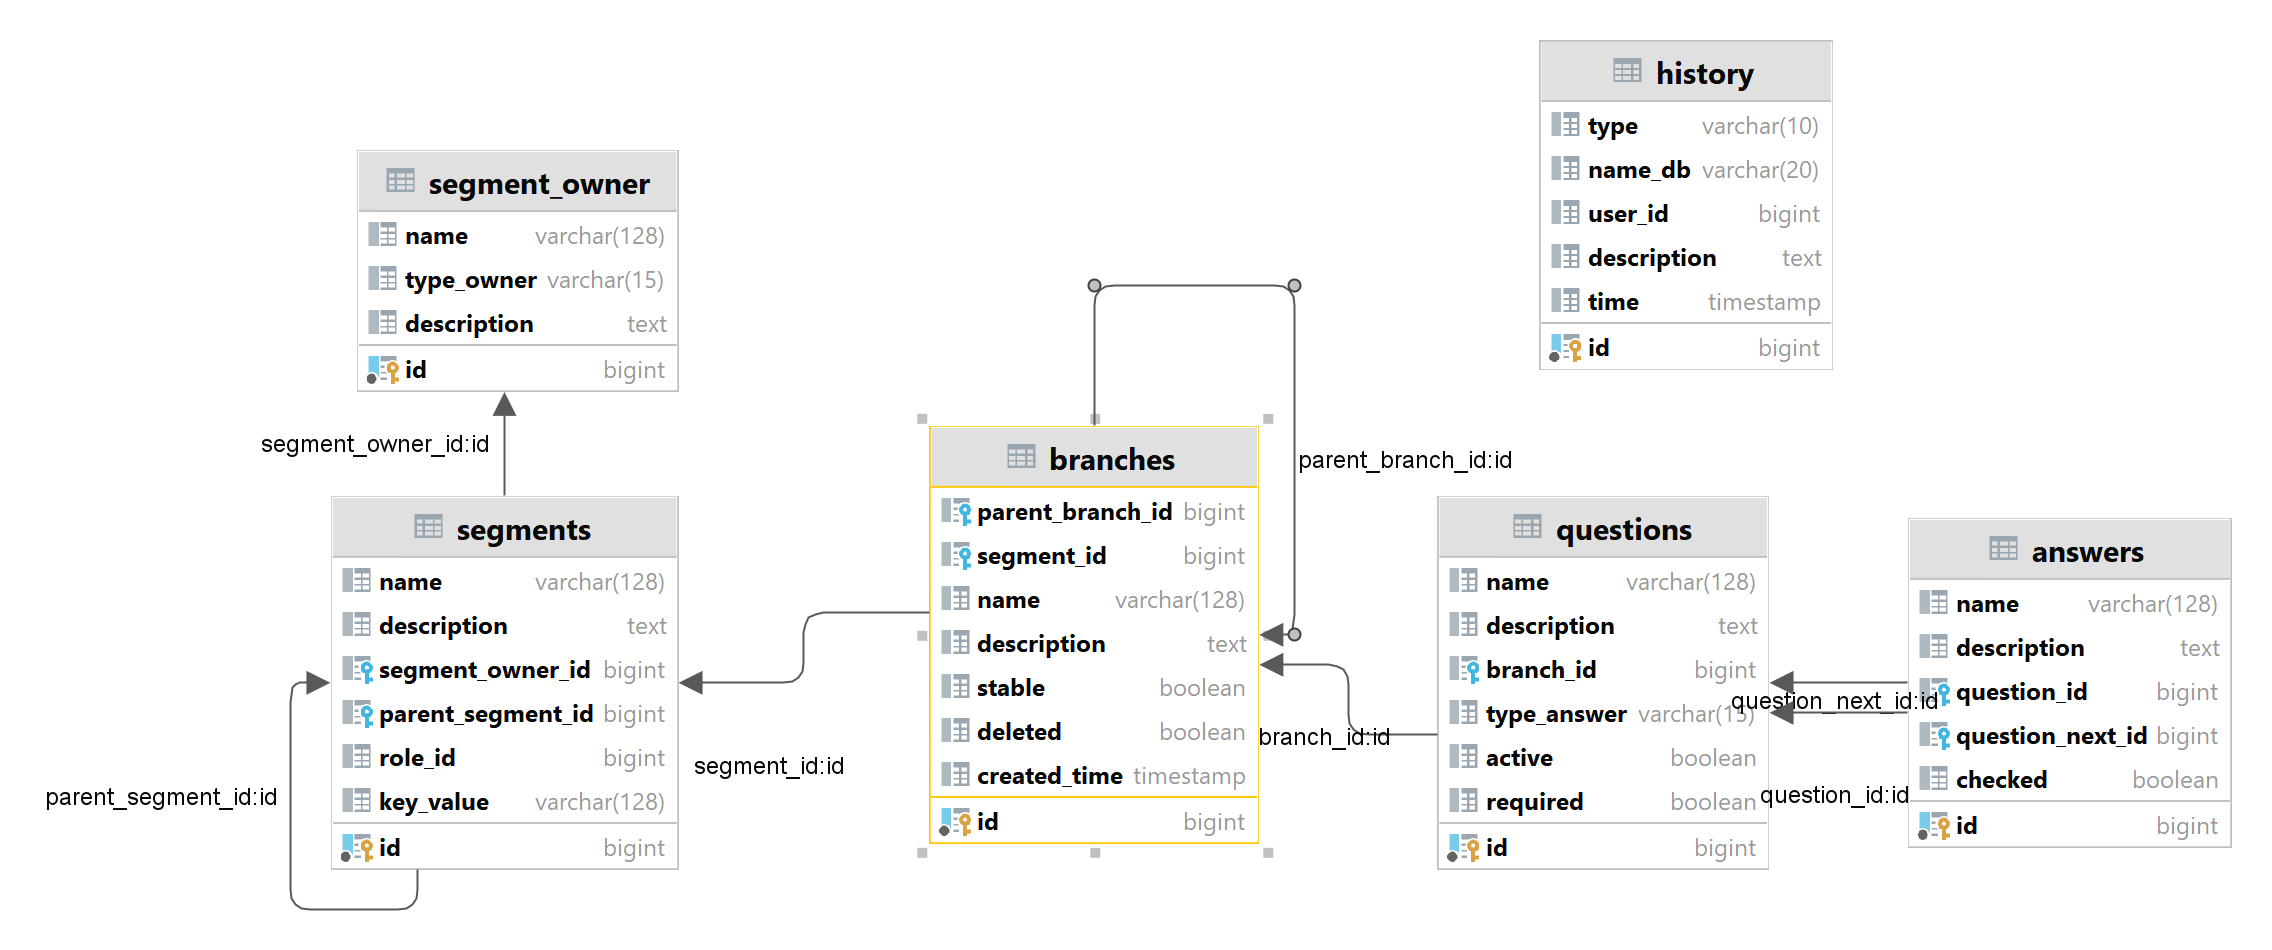 history
type varchar(10)
name_db varchar(20)
user_id bigint
description text
time timestamp
id bigint
segment_owner
name varchar(128)
type_owner varchar(15)
description text
id bigint
segment_owner_id:id
segments
name varchar(128)
description text
segment_owner_id bigint
parent_segment_id bigint
role_id bigint
key_value varchar(128)
id bigint
parent_segment_id:id
segment_id:id
branches
parent_branch_id bigint
segment_id bigint
name varchar(128)
description text
stable boolean
deleted boolean
created_time timestamp
id bigint
parent_branch_id:id
branch_id:id
questions
name varchar(128)
description text
branch_id bigint
type_answer varchar(15)
active boolean
required boolean
id bigint
question_next_id:id
question_id:id
answers
name varchar(128)
description text
question_id bigint
question_next_id bigint
checked boolean
id bigint